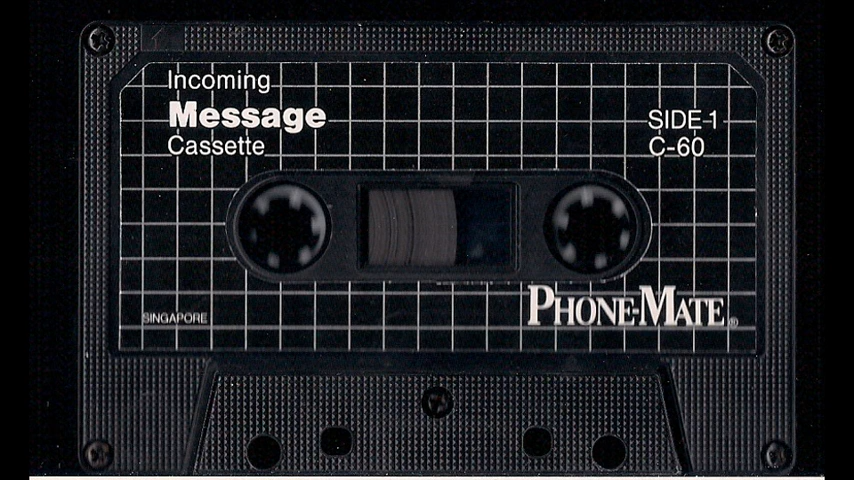 Incoming
Message
Cassette
SIDE-1
C-60
SINGAPORE
PHONE-MATE®